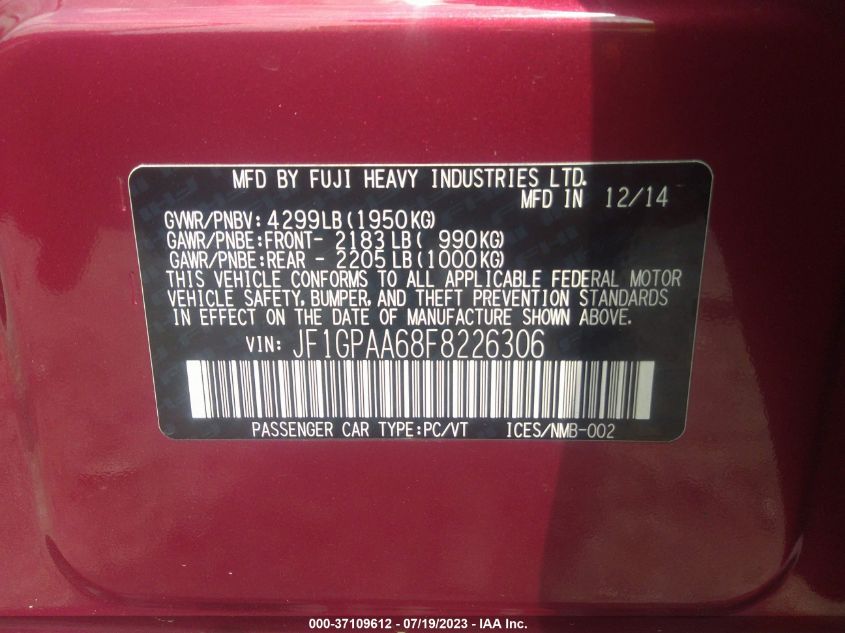 MFD BY FUJI HEAVY INDUSTRIES LTD.
MFD IN 12/14
GVWR/PNBV: 4299LB(1950KG)
GAWR/PNBE:FRONT- 2183LB( 990KG)
GAWR/PNBE:REAR - 2205LB(1000KG)
THIS VEHICLE CONFORMS TO ALL APPLICABLE FEDERAL MOTOR
VEHICLE SAFETY, BUMPER, AND THEFT PREVENTION STANDARDS
IN EFFECT ON THE DATE OF MANUFACTURE SHOWN ABOVE.
VIN: JF1GPAA68F8226306
PASSENGER CAR TYPE:PC/VT ICES/NMB-002
000-37109612 - 07/19/2023 - IAA Inc.